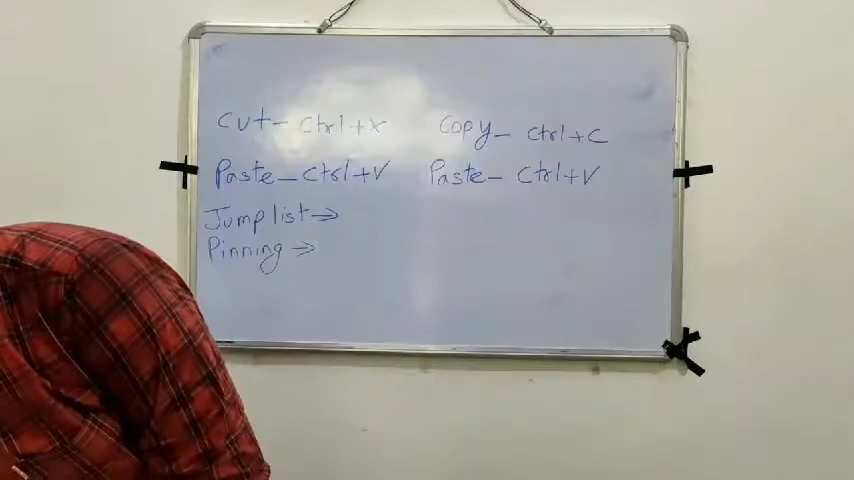 Cut - Ctrl+X    Copy - Ctrl+C
Paste - Ctrl+V    Paste - Ctrl+V
Jump list →
Pinning →